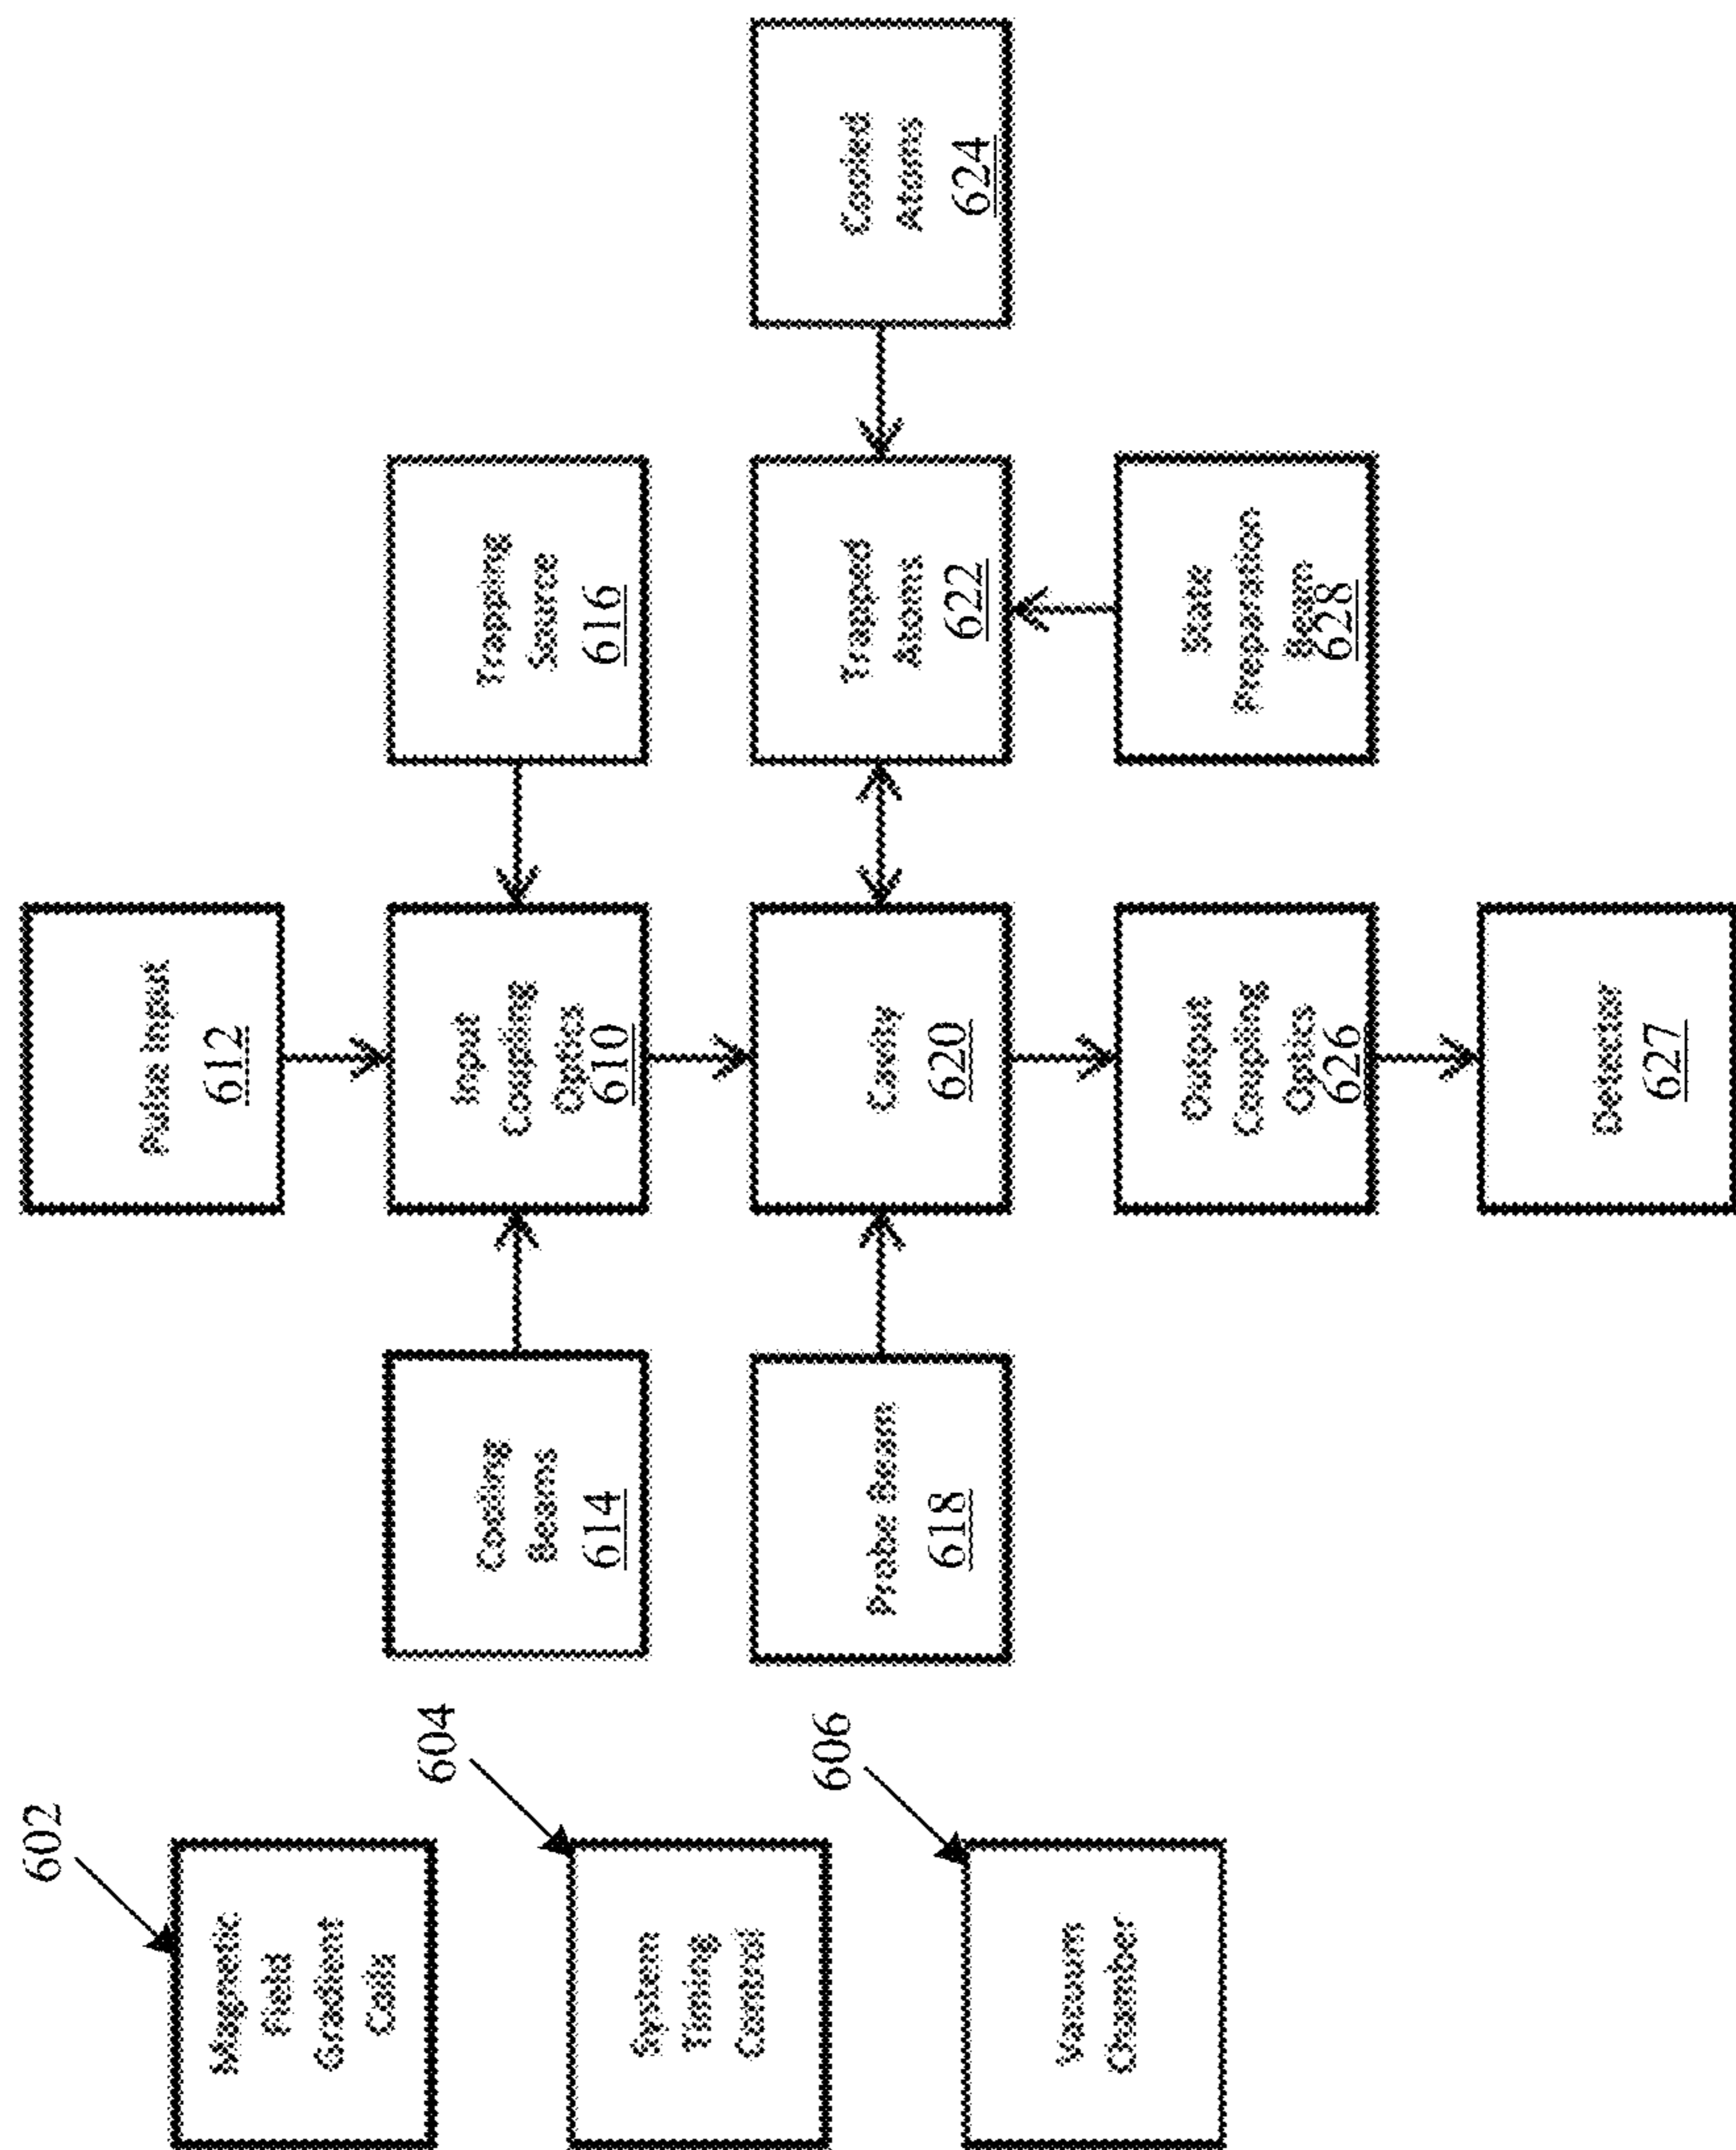 602
Magnetic
Field
Gradient
Coils
604
System
Timing
Control
606
Vacuum
Chamber
Pulse Input
612
Cooling
Beams
614
Input
Coupling
Optics
610
Trapping
Source
616
Probe Beam
618
Cavity
620
Trapped
Atoms
622
Cooled
Atoms
624
Output
Coupling
Optics
626
State
Preparation
Beam
628
Detector
627